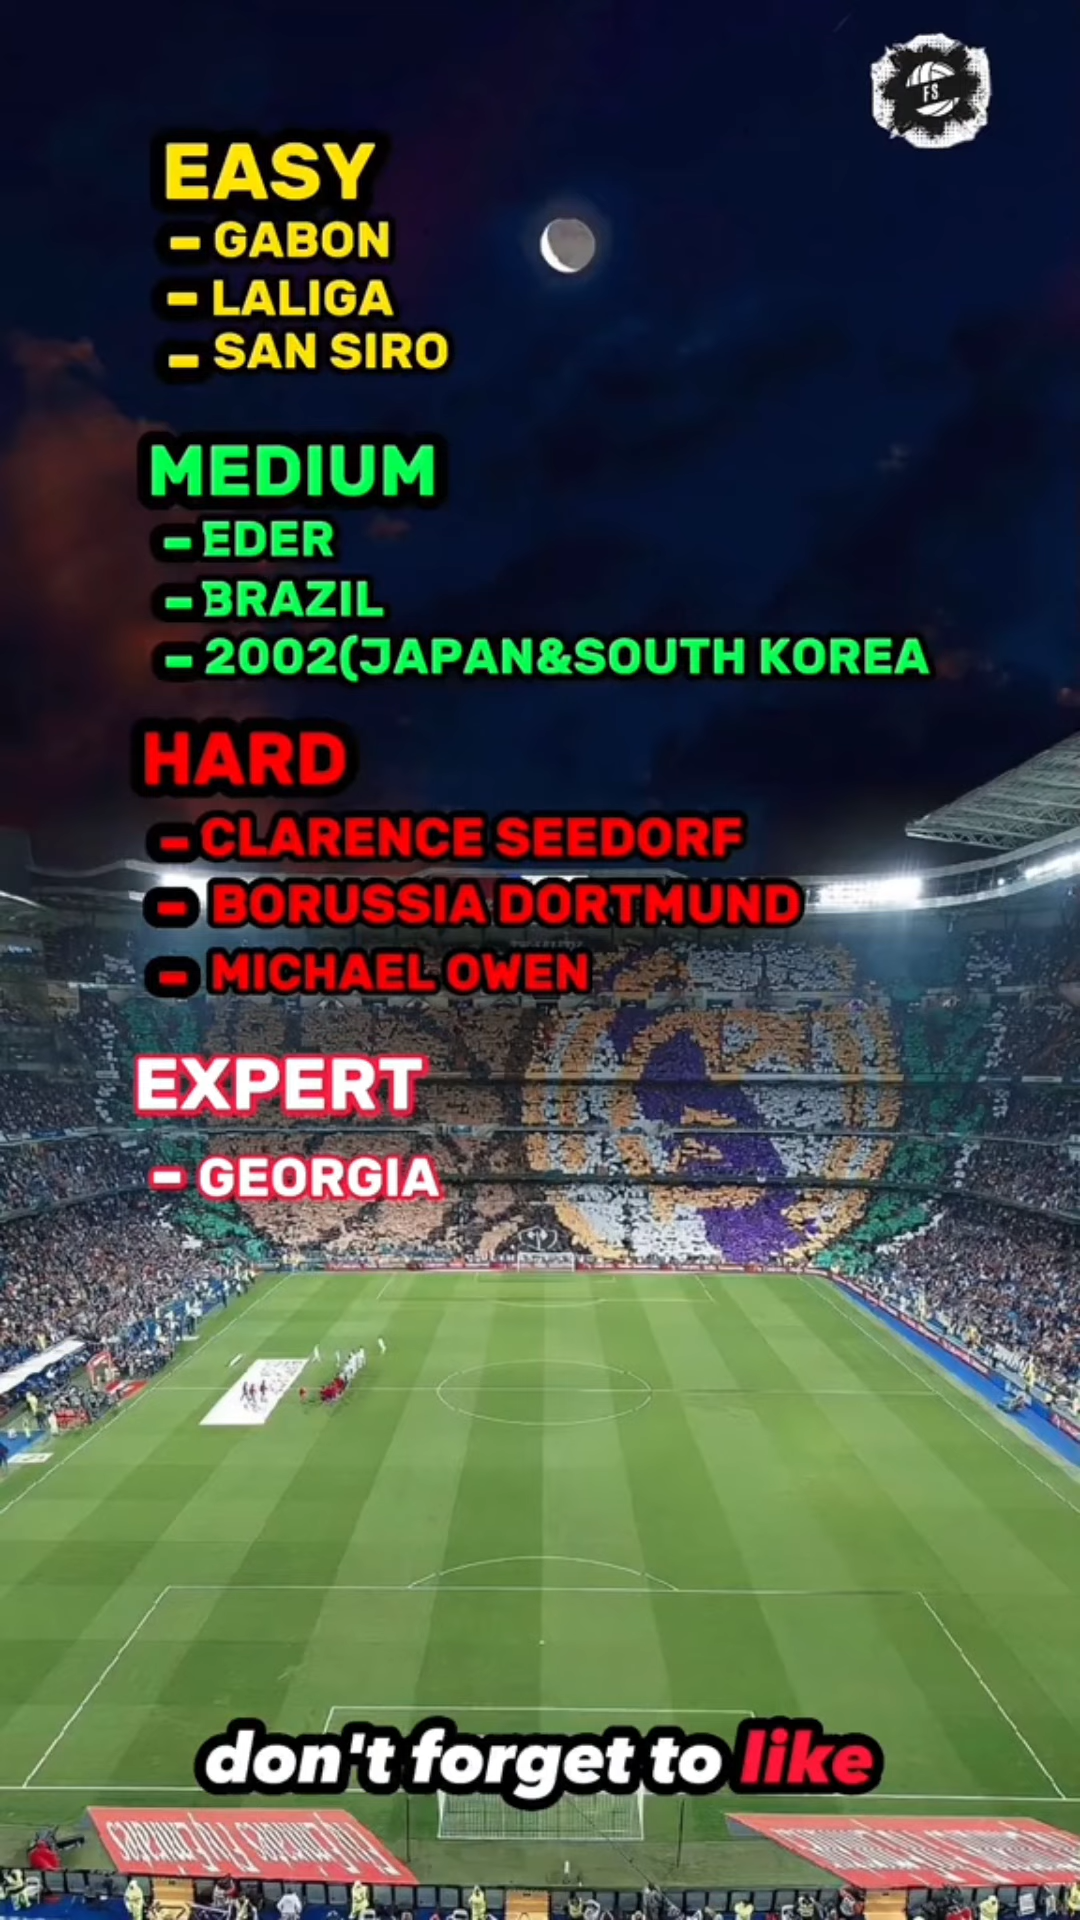 FS
EASY
- GABON
- LALIGA
- SAN SIRO
MEDIUM
- EDER
- BRAZIL
- 2002(JAPAN&SOUTH KOREA
HARD
- CLARENCE SEEDORF
- BORUSSIA DORTMUND
- MICHAEL OWEN
EXPERT
- GEORGIA
don't forget to like